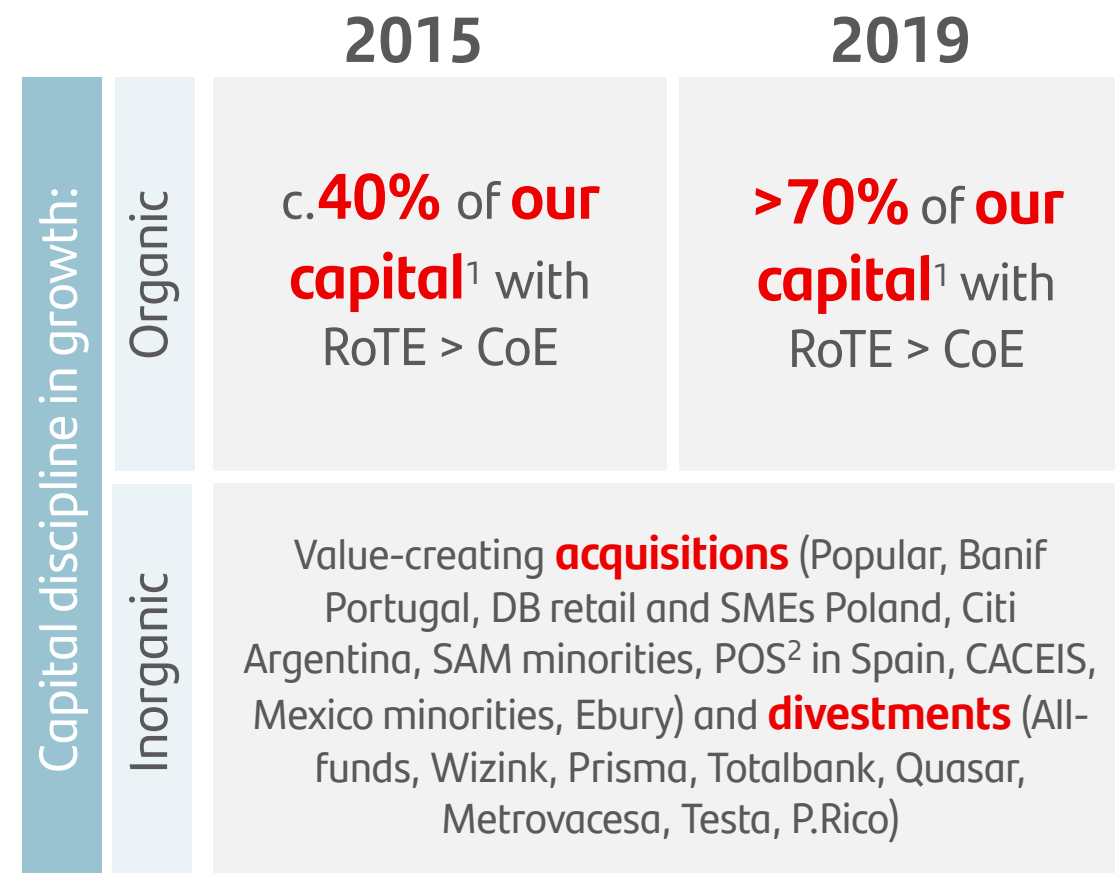 2015
2019
Capital discipline in growth:
Organic
c.40% of our
capital¹ with
RoTE > CoE
>70% of our
capital¹ with
RoTE > CoE
Inorganic
Value-creating acquisitions (Popular, Banif
Portugal, DB retail and SMEs Poland, Citi
Argentina, SAM minorities, POS² in Spain, CACEIS,
Mexico minorities, Ebury) and divestments (All-
funds, Wizink, Prisma, Totalbank, Quasar,
Metrovacesa, Testa, P.Rico)